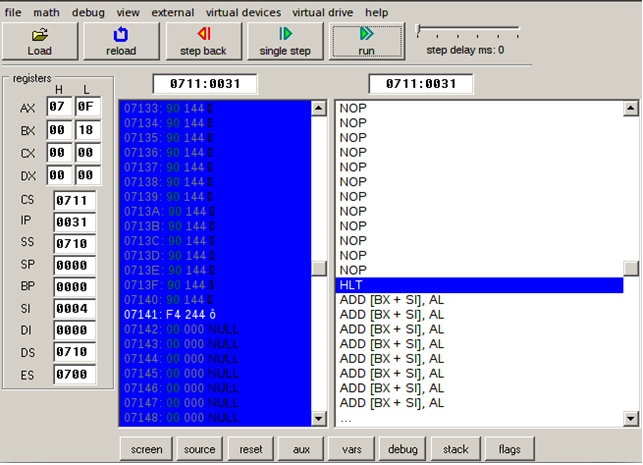 file math debug view external virtual devices virtual drive help
Load reload step back single step run step delay ms: 0
registers
H L
0711:0031 0711:0031
AX 07 0F
BX 00 18
CX 00 00
DX 00 00
CS 0711
IP 0031
SS 0710
SP 0000
BP 0000
SI 0004
DI 0000
DS 0710
ES 0700
07133: 90 144
07134: 90 144
07135: 90 144
07136: 90 144
07137: 90 144
07138: 90 144
07139: 90 144
0713A: 90 144
0713B: 90 144
0713C: 90 144
0713D: 90 144
0713E: 90 144
0713F: 90 144
07140: 90 144
07141: F4 244 ô
07142: 00 000 NULL
07143: 00 000 NULL
07144: 00 000 NULL
07145: 00 000 NULL
07146: 00 000 NULL
07147: 00 000 NULL
07148: 00 000 NULL
NOP
NOP
NOP
NOP
NOP
NOP
NOP
NOP
NOP
NOP
NOP
NOP
HLT
ADD [BX + SI], AL
ADD [BX + SI], AL
ADD [BX + SI], AL
ADD [BX + SI], AL
ADD [BX + SI], AL
ADD [BX + SI], AL
ADD [BX + SI], AL
ADD [BX + SI], AL
...
screen source reset aux vars debug stack flags